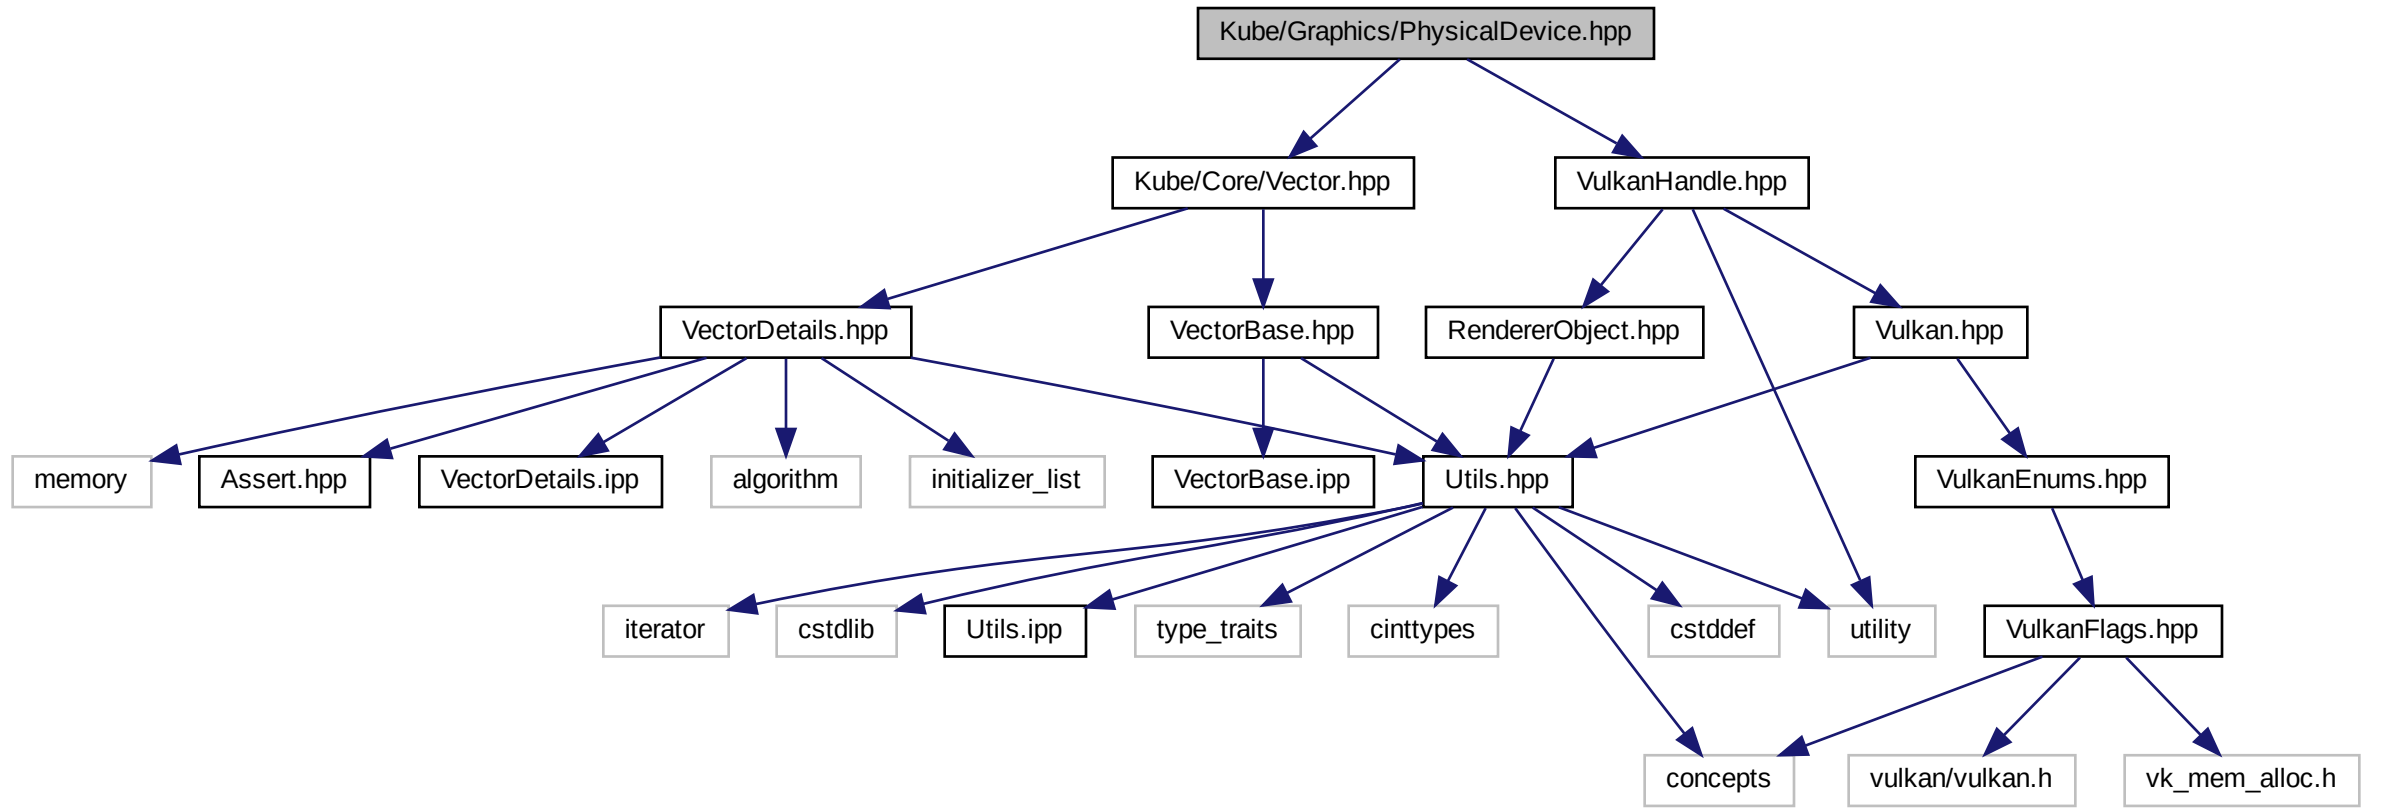 Kube/Graphics/PhysicalDevice.hpp
Kube/Core/Vector.hpp
VulkanHandle.hpp
VectorDetails.hpp
VectorBase.hpp
RendererObject.hpp
Vulkan.hpp
memory
Assert.hpp
VectorDetails.ipp
algorithm
initializer_list
VectorBase.ipp
Utils.hpp
VulkanEnums.hpp
iterator
cstdlib
Utils.ipp
type_traits
cinttypes
cstddef
utility
VulkanFlags.hpp
concepts
vulkan/vulkan.h
vk_mem_alloc.h